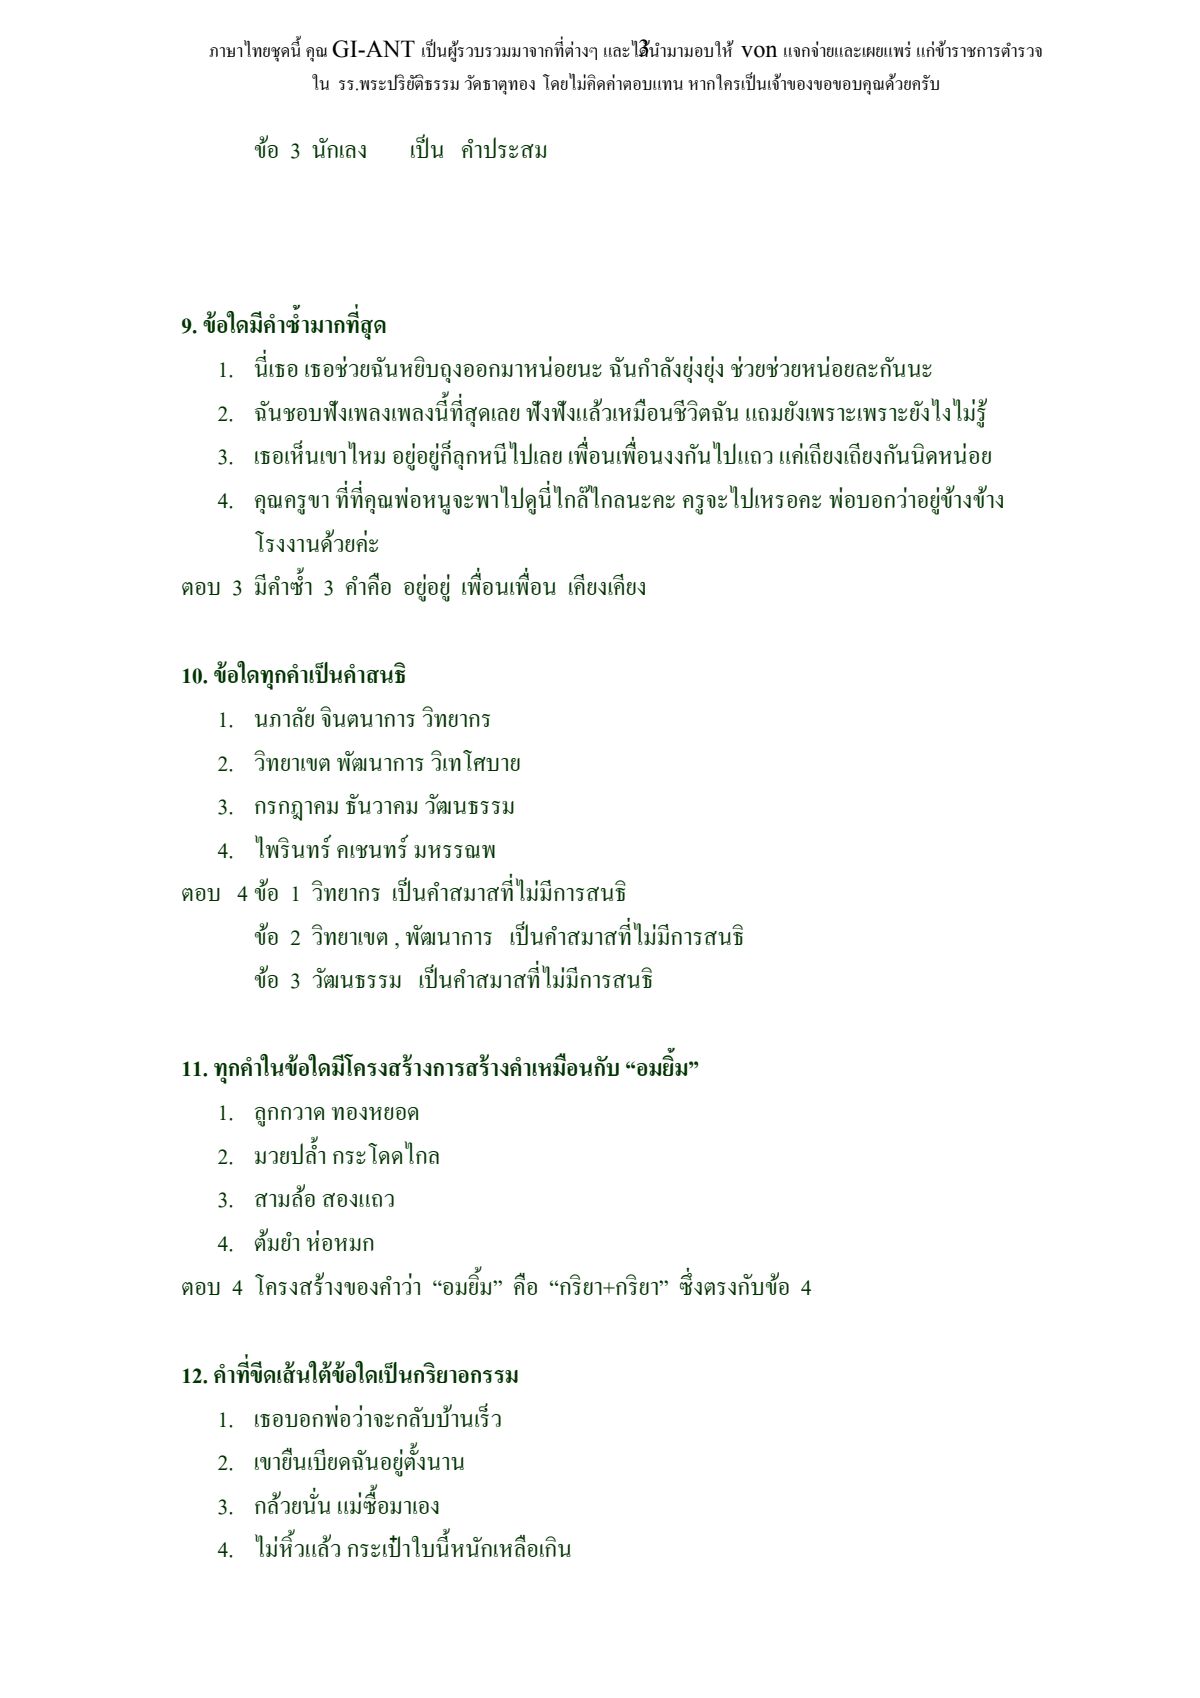 ภาษาไทยชุดนี้ คุณ GI-ANT เป็นผู้รวบรวมมาจากที่ต่างๆ และได้นำมามอบให้ von แจกจ่ายและเผยแพร่ แก่ข้าราชการตำรวจ
3
ใน รร.พระปริยัติธรรม วัดธาตุทอง โดยไม่คิดค่าตอบแทน หากใครเป็นเจ้าของขอขอบคุณด้วยครับ
ข้อ 3 นักเลง เป็น คำประสม
9. ข้อใดมีคำซ้ำมากที่สุด
1. นี่เธอ เธอช่วยฉันหยิบถุงออกมาหน่อยนะ ฉันกำลังยุ่งยุ่ง ช่วยช่วยหน่อยละกันนะ
2. ฉันชอบฟังเพลงเพลงนี้ที่สุดเลย ฟังฟังแล้วเหมือนชีวิตฉัน แถมยังเพราะเพราะยังไงไม่รู้
3. เธอเห็นเขาไหม อยู่อยู่ก็ลุกหนีไปเลย เพื่อนเพื่อนงงกันไปแถว แค่เถียงเถียงกันนิดหน่อย
4. คุณครูขา ที่ที่คุณพ่อหนูจะพาไปดูนี่ไกล๊ไกลนะคะ ครูจะไปเหรอคะ พ่อบอกว่าอยู่ข้างข้าง
โรงงานด้วยค่ะ
ตอบ 3 มีคำซ้ำ 3 คำคือ อยู่อยู่ เพื่อนเพื่อน เคียงเคียง
10. ข้อใดทุกคำเป็นคำสนธิ
1. นภาลัย จินตนาการ วิทยากร
2. วิทยาเขต พัฒนาการ วิเทโศบาย
3. กรกฎาคม ธันวาคม วัฒนธรรม
4. ไพรินทร์ คเชนทร์ มหรรณพ
ตอบ 4 ข้อ 1 วิทยากร เป็นคำสมาสที่ไม่มีการสนธิ
ข้อ 2 วิทยาเขต , พัฒนาการ เป็นคำสมาสที่ไม่มีการสนธิ
ข้อ 3 วัฒนธรรม เป็นคำสมาสที่ไม่มีการสนธิ
11. ทุกคำในข้อใดมีโครงสร้างการสร้างคำเหมือนกับ “อมยิ้ม”
1. ลูกกวาด ทองหยอด
2. มวยปล้ำ กระโดดไกล
3. สามล้อ สองแถว
4. ต้มยำ ห่อหมก
ตอบ 4 โครงสร้างของคำว่า “อมยิ้ม” คือ “กริยา+กริยา” ซึ่งตรงกับข้อ 4
12. คำที่ขีดเส้นใต้ข้อใดเป็นกริยาอกรรม
1. เธอบอกพ่อว่าจะกลับบ้านเร็ว
2. เขายืนเบียดฉันอยู่ตั้งนาน
3. กล้วยนั่น แม่ซื้อมาเอง
4. ไม่หิ้วแล้ว กระเป๋าใบนี้หนักเหลือเกิน